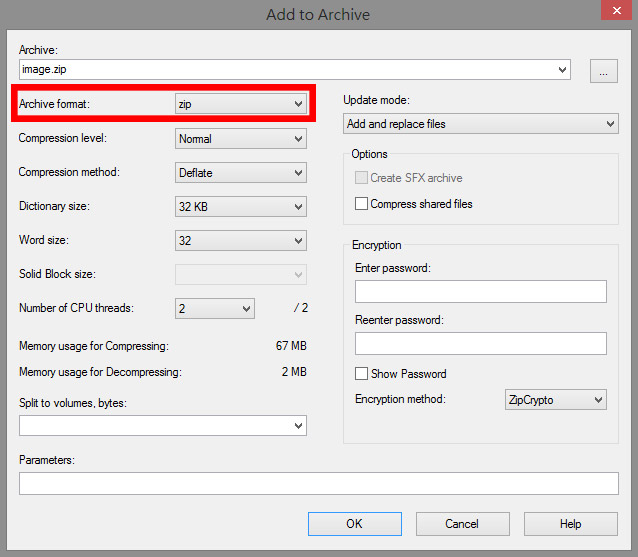 Add to Archive
Archive:
image.zip
...
Archive format: zip
Update mode:
Add and replace files
Compression level: Normal
Options
Compression method: Deflate
Create SFX archive
Dictionary size: 32 KB
Compress shared files
Word size: 32
Encryption
Solid Block size:
Enter password:
Number of CPU threads: 2 / 2
Reenter password:
Memory usage for Compressing: 67 MB
Memory usage for Decompressing: 2 MB
Show Password
Split to volumes, bytes:
Encryption method: ZipCrypto
Parameters:
OK Cancel Help